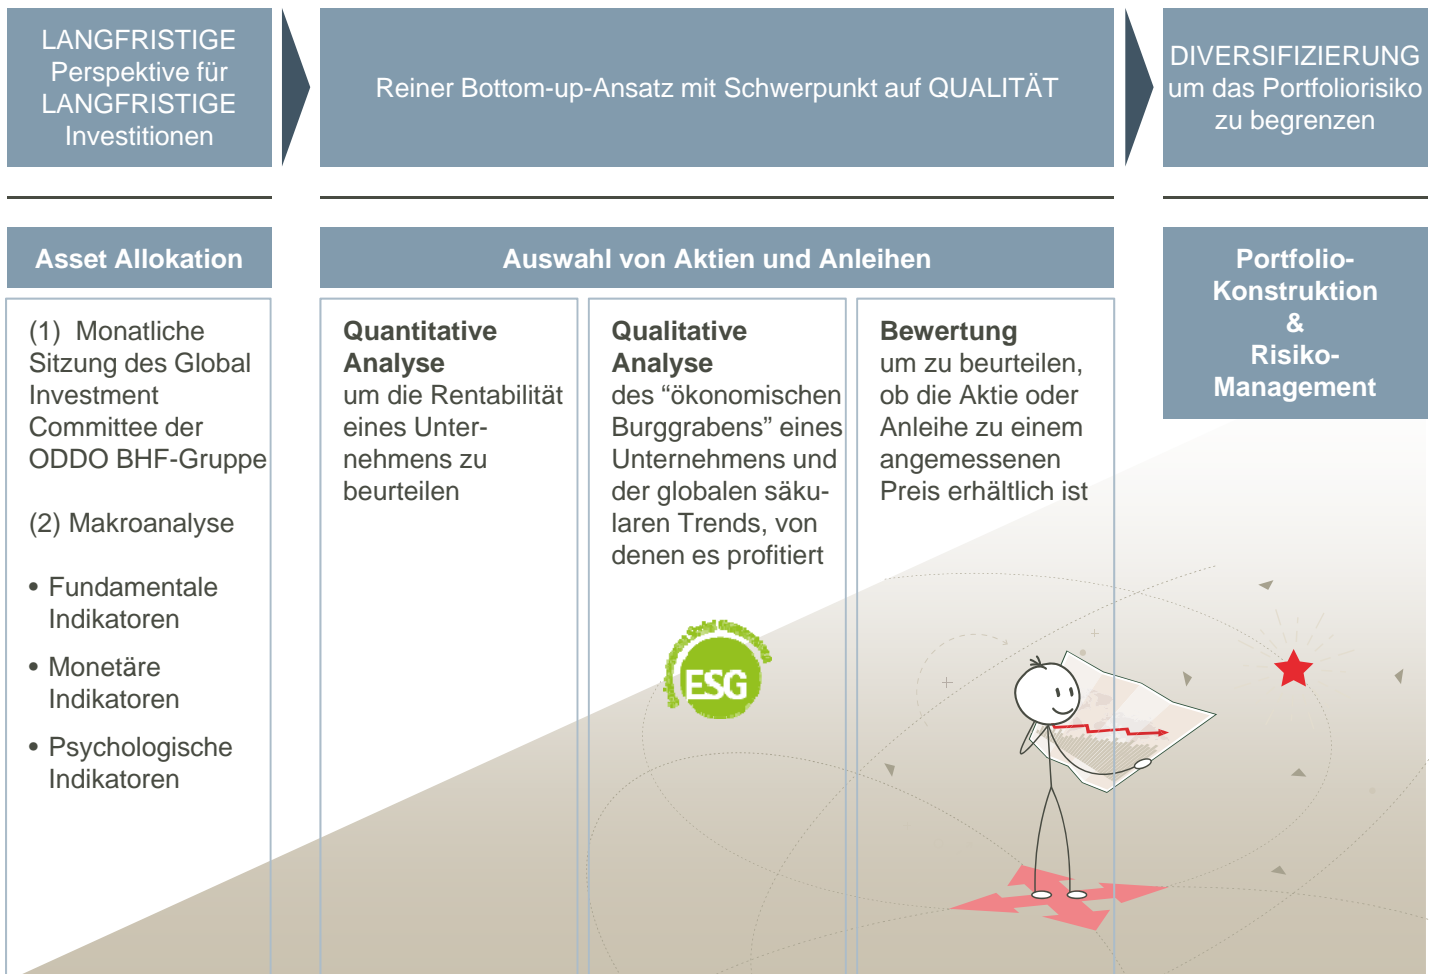 LANGFRISTIGE
Perspektive für
LANGFRISTIGE
Investitionen
Reiner Bottom-up-Ansatz mit Schwerpunkt auf QUALITÄT
DIVERSIFIZIERUNG
um das Portfoliorisiko
zu begrenzen
Asset Allokation
(1) Monatliche
Sitzung des Global
Investment
Committee der
ODDO BHF-Gruppe
(2) Makroanalyse
• Fundamentale
Indikatoren
• Monetäre
Indikatoren
• Psychologische
Indikatoren
Auswahl von Aktien und Anleihen
Quantitative
Analyse
um die Rentabilität
eines Unter-
nehmens zu
beurteilen
Qualitative
Analyse
des “ökonomischen
Burggrabens” eines
Unternehmens und
der globalen säku-
laren Trends, von
denen es profitiert
ESG
Bewertung
um zu beurteilen,
ob die Aktie oder
Anleihe zu einem
angemessenen
Preis erhältlich ist
Portfolio-
Konstruktion
&
Risiko-
Management